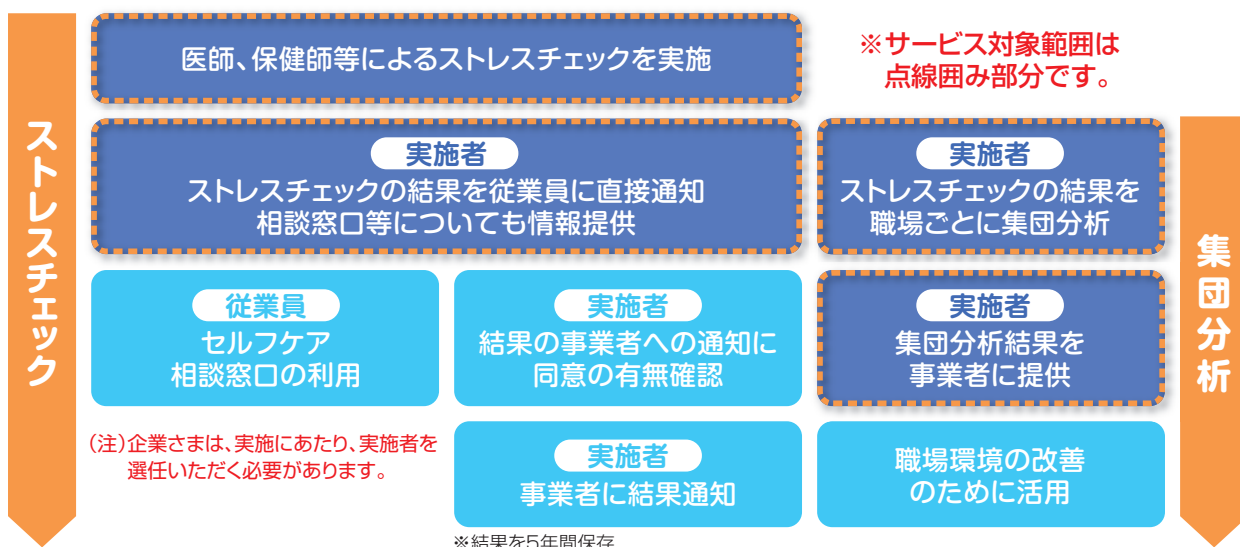 ストレスチェック
医師、保健師等によるストレスチェックを実施
※サービス対象範囲は
点線囲み部分です。
実施者
ストレスチェックの結果を従業員に直接通知
相談窓口等についても情報提供
実施者
ストレスチェックの結果を
職場ごとに集団分析
従業員
セルフケア
相談窓口の利用
実施者
結果の事業者への通知に
同意の有無確認
実施者
集団分析結果を
事業者に提供
(注)企業さまは、実施にあたり、実施者を
選任いただく必要があります。
実施者
事業者に結果通知
職場環境の改善
のために活用
※結果を5年間保存
集団分析